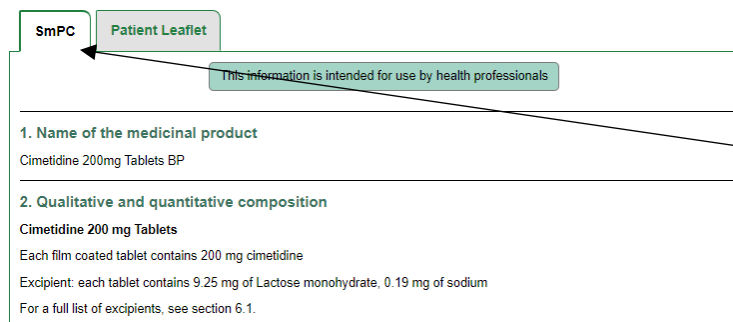 SmPC Patient Leaflet
This information is intended for use by health professionals
1. Name of the medicinal product
Cimetidine 200mg Tablets BP
2. Qualitative and quantitative composition
Cimetidine 200 mg Tablets
Each film coated tablet contains 200 mg cimetidine
Excipient: each tablet contains 9.25 mg of Lactose monohydrate, 0.19 mg of sodium
For a full list of excipients, see section 6.1.